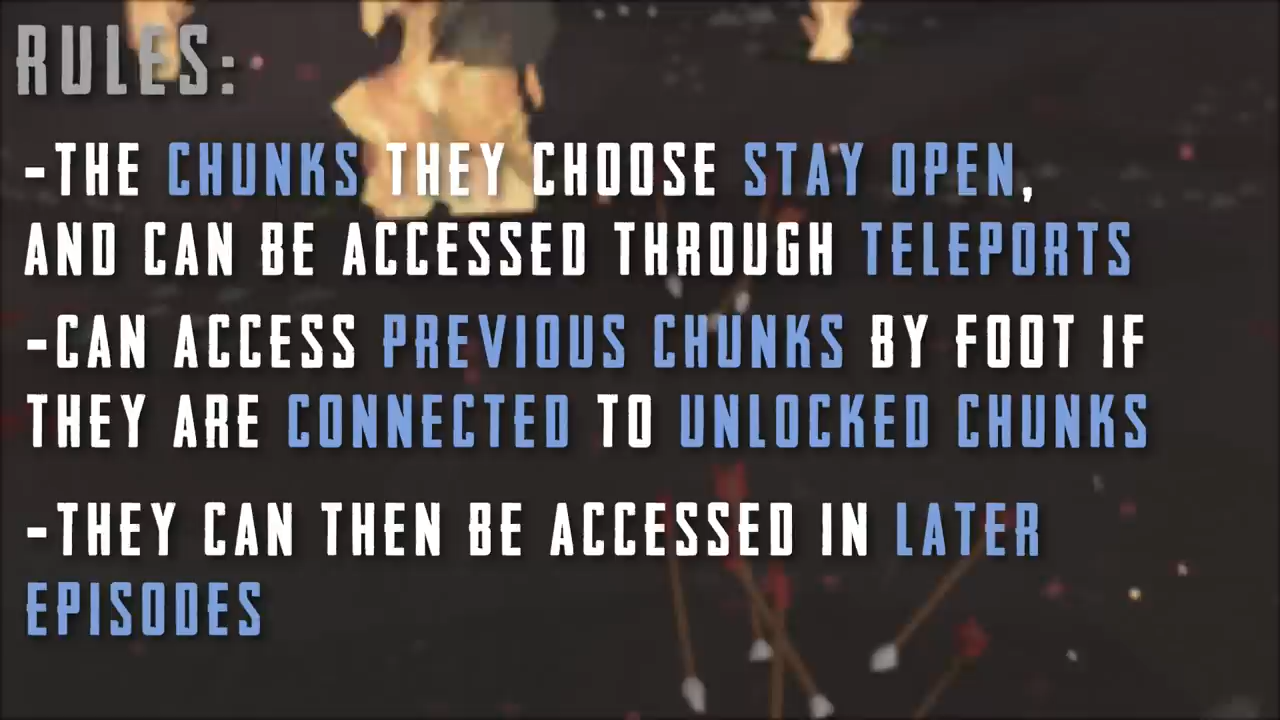 RULES:
-THE CHUNKS THEY CHOOSE STAY OPEN,
AND CAN BE ACCESSED THROUGH TELEPORTS
-CAN ACCESS PREVIOUS CHUNKS BY FOOT IF
THEY ARE CONNECTED TO UNLOCKED CHUNKS
-THEY CAN THEN BE ACCESSED IN LATER
EPISODES